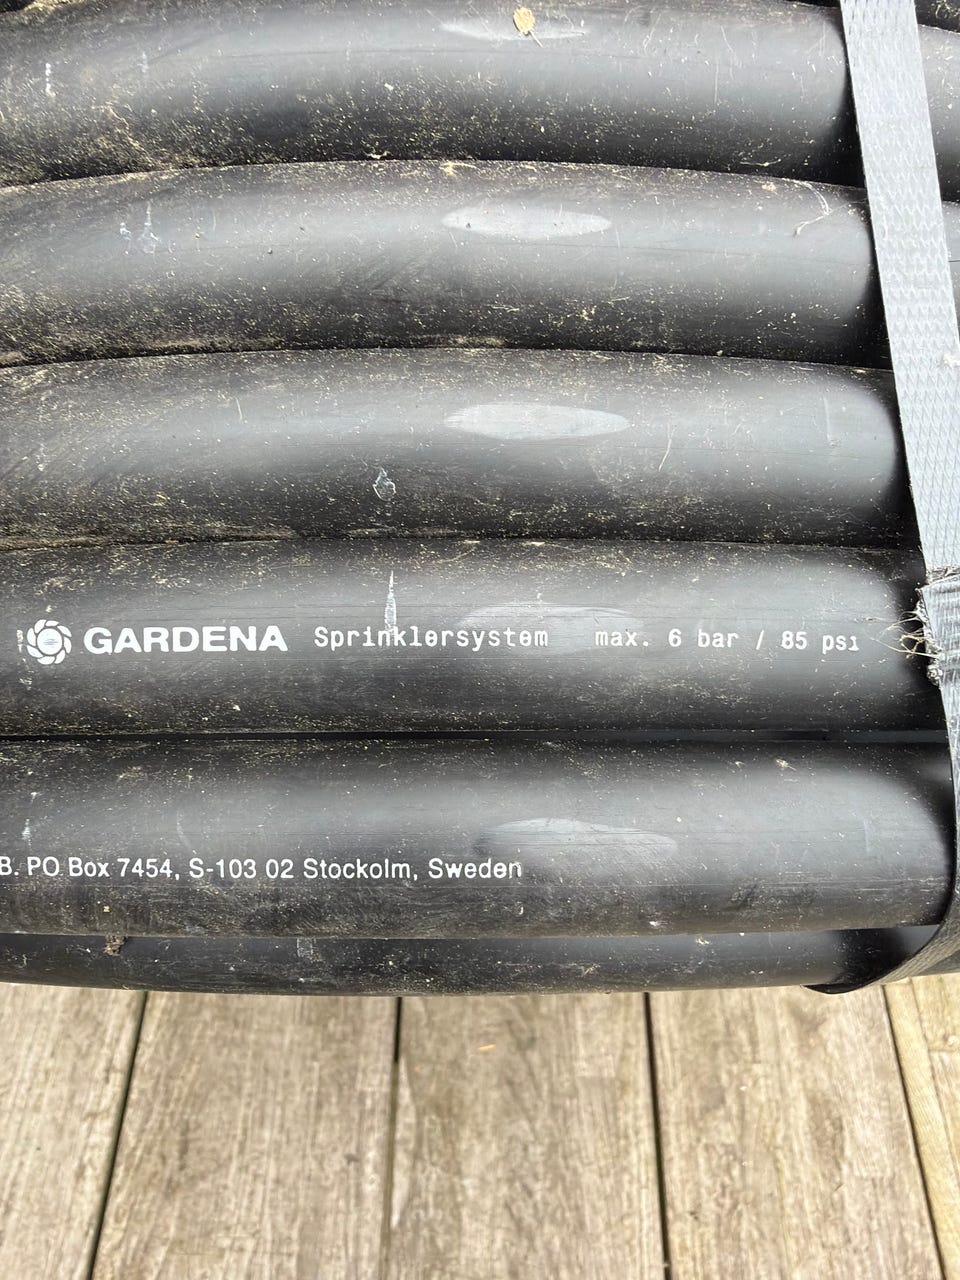 GARDENA Sprinklersystem max. 6 bar / 85 psi
B. PO Box 7454, S-103 02 Stockolm, Sweden